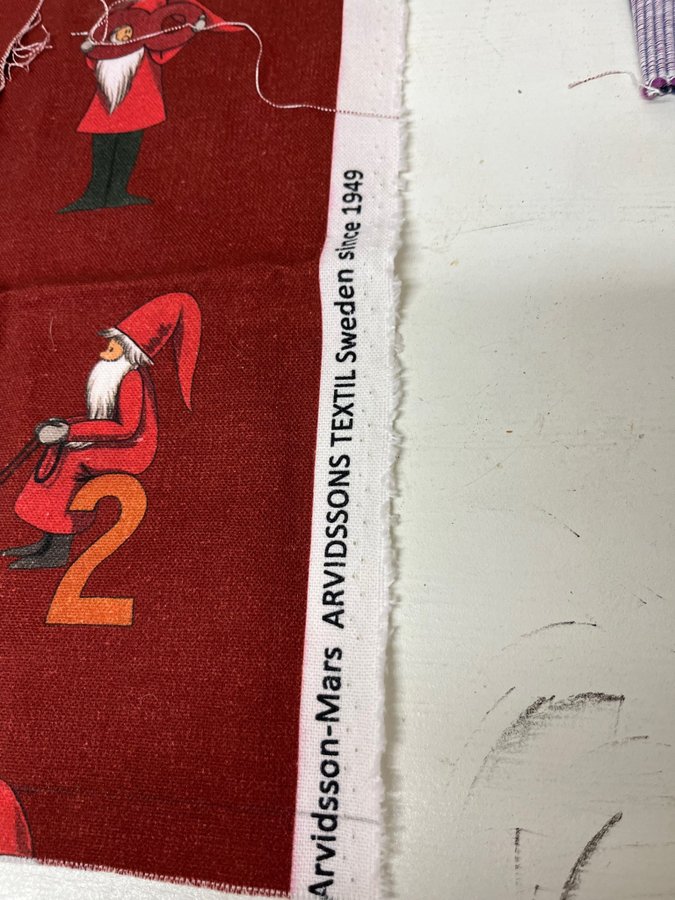 Arvidsson-Mars ARVIDSSONS TEXTIL Sweden since 1949
2